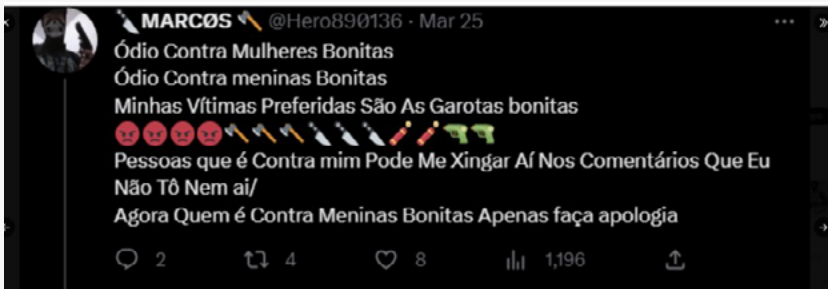 🔪MARCØS🪓 @Hero890136 · Mar 25
Ódio Contra Mulheres Bonitas
Ódio Contra meninas Bonitas
Minhas Vítimas Preferidas São As Garotas bonitas
😡😡😡😡🪓🪓🪓🔪🔪🔪🧨🧨🔫🔫
Pessoas que é Contra mim Pode Me Xingar Aí Nos Comentários Que Eu
Não Tô Nem ai/
Agora Quem é Contra Meninas Bonitas Apenas faça apologia
2 4 8 1,196